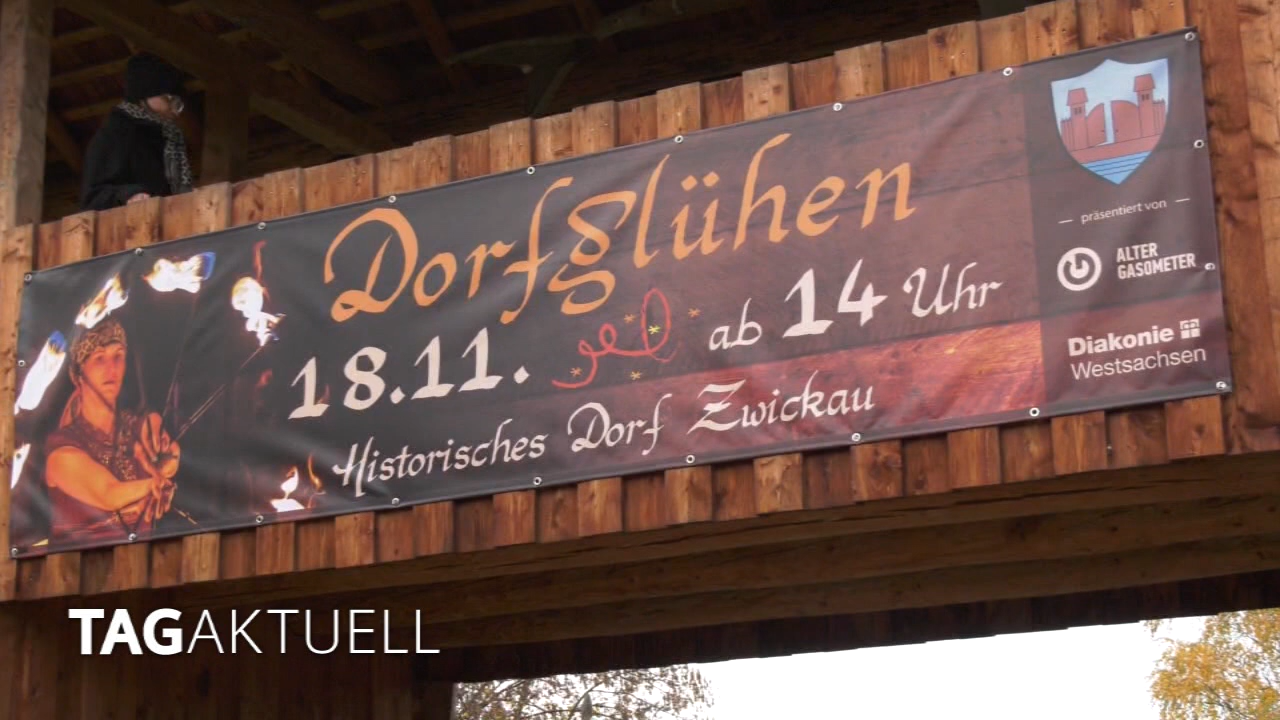 Dorfglühen
18.11. ab 14 Uhr
Historisches Dorf Zwickau
— präsentiert von —
ALTER
GASOMETER
Diakonie
Westsachsen
TAGAKTUELL